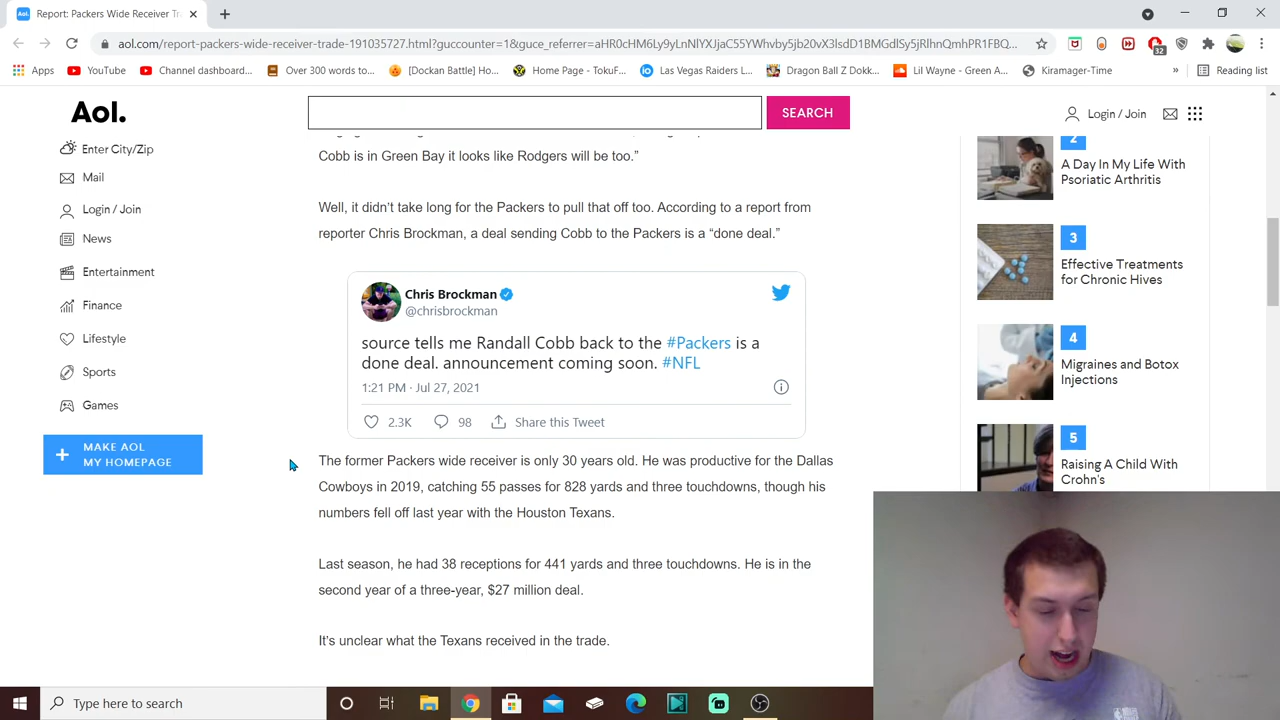 Aol.
Report: Packers Wide Receiver Tr
aol.com/report-packers-wide-receiver-trade-191035727.html?guccounter=1&guce_referrer=
Apps
YouTube
Channel dashboard...
Over 300 words to...
[Dockan Battle] Ho...
Home Page - TokuF...
Las Vegas Raiders L...
Dragon Ball Z Dokk...
Lil Wayne - Green A...
Kiramager-Time
»
Reading list
32
Aol.
SEARCH
Login / Join
Enter City/Zip
Mail
Login / Join
News
Entertainment
Finance
Lifestyle
Sports
Games
MAKE AOL
MY HOMEPAGE
Cobb is in Green Bay it looks like Rodgers will be too.”
Well, it didn’t take long for the Packers to pull that off too. According to a report from
reporter Chris Brockman, a deal sending Cobb to the Packers is a “done deal.”
Chris Brockman
@chrisbrockman
source tells me Randall Cobb back to the #Packers is a
done deal. announcement coming soon. #NFL
1:21 PM · Jul 27, 2021
2.3K
98
Share this Tweet
The former Packers wide receiver is only 30 years old. He was productive for the Dallas
Cowboys in 2019, catching 55 passes for 828 yards and three touchdowns, though his
numbers fell off last year with the Houston Texans.
Last season, he had 38 receptions for 441 yards and three touchdowns. He is in the
second year of a three-year, $27 million deal.
It’s unclear what the Texans received in the trade.
2
A Day In My Life With
Psoriatic Arthritis
3
Effective Treatments
for Chronic Hives
4
Migraines and Botox
Injections
5
Raising A Child With
Crohn's
Type here to search